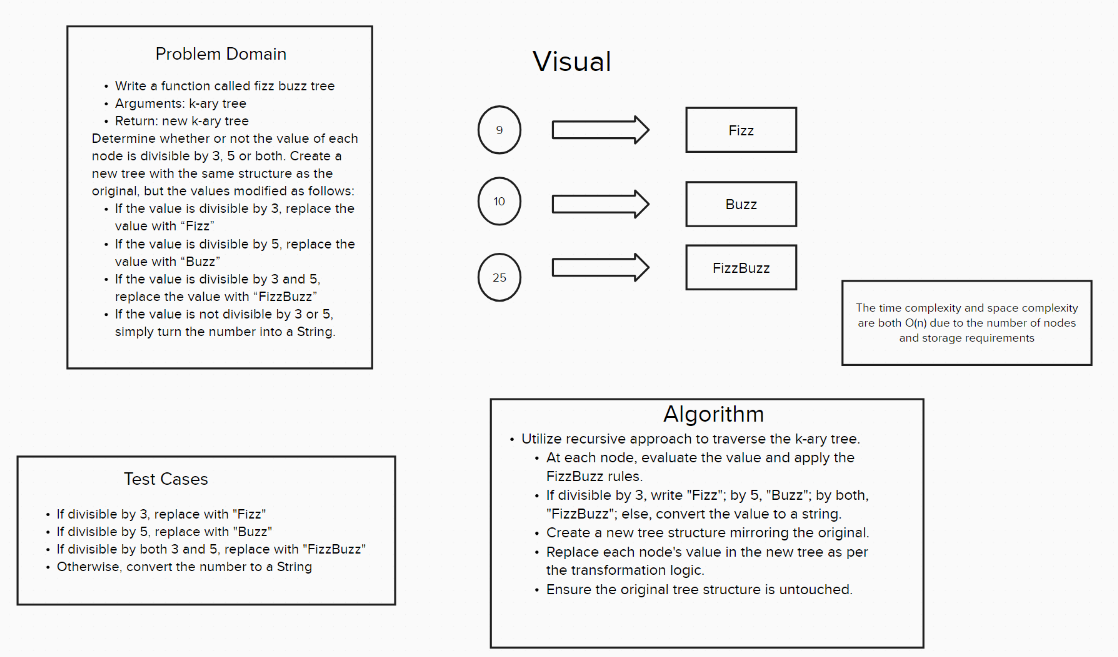 Problem Domain
• Write a function called fizz buzz tree
• Arguments: k-ary tree
• Return: new k-ary tree
Determine whether or not the value of each
node is divisible by 3, 5 or both. Create a
new tree with the same structure as the
original, but the values modified as follows:
• If the value is divisible by 3, replace the
value with “Fizz”
• If the value is divisible by 5, replace the
value with “Buzz”
• If the value is divisible by 3 and 5,
replace the value with “FizzBuzz”
• If the value is not divisible by 3 or 5,
simply turn the number into a String.
Visual
9
Fizz
10
Buzz
25
FizzBuzz
The time complexity and space complexity
are both O(n) due to the number of nodes
and storage requirements
Test Cases
• If divisible by 3, replace with "Fizz"
• If divisible by 5, replace with "Buzz"
• If divisible by both 3 and 5, replace with "FizzBuzz"
• Otherwise, convert the number to a String
Algorithm
• Utilize recursive approach to traverse the k-ary tree.
• At each node, evaluate the value and apply the
FizzBuzz rules.
• If divisible by 3, write "Fizz"; by 5, "Buzz"; by both,
"FizzBuzz"; else, convert the value to a string.
• Create a new tree structure mirroring the original.
• Replace each node's value in the new tree as per
the transformation logic.
• Ensure the original tree structure is untouched.